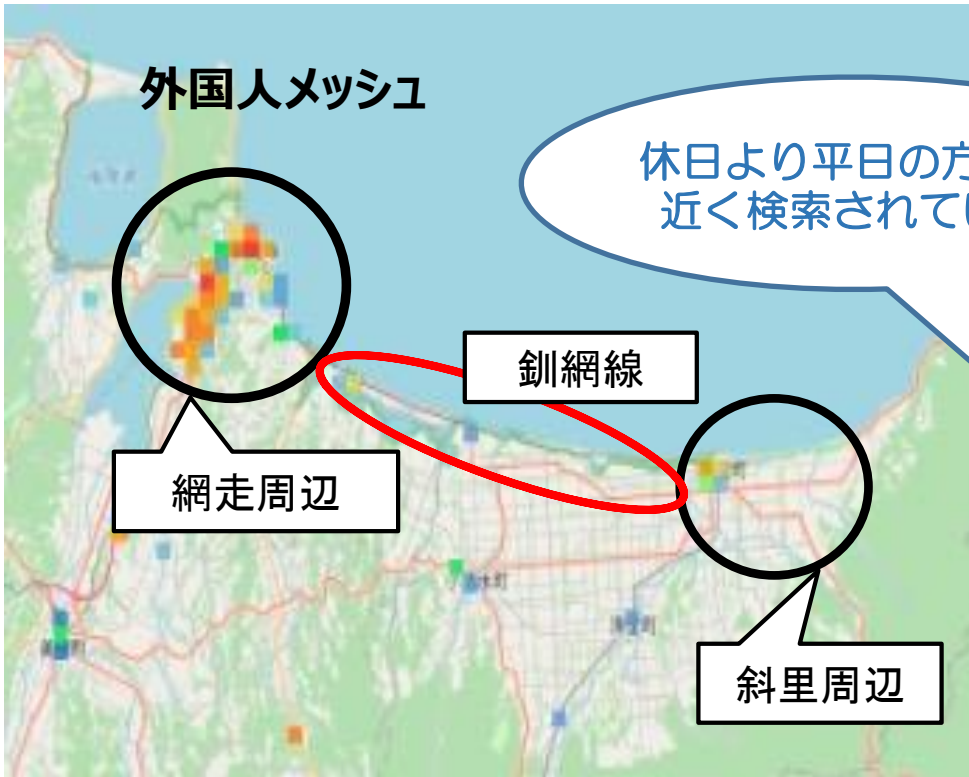 外国人メッシュ
休日より平日の方
近く検索されて
釧網線
網走周辺
斜里周辺